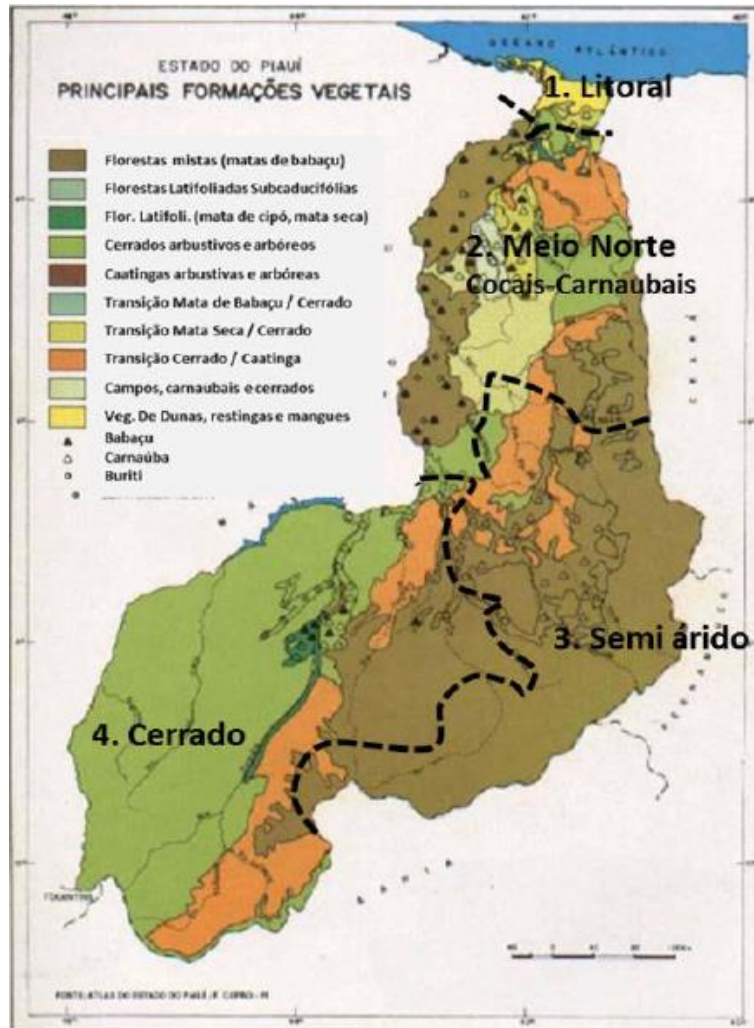 OCEANO ATLÂNTICO
ESTADO DO PIAUÍ
PRINCIPAIS FORMAÇÕES VEGETAIS
1. Litoral
Florestas mistas (matas de babaçu)
Florestas Latifoliadas Subcaducifólias
Flor. Latifoli. (mata de cipó, mata seca)
Cerrados arbustivos e arbóreos
Caatingas arbustivas e arbóreas
Transição Mata de Babaçu / Cerrado
Transição Mata Seca / Cerrado
Transição Cerrado / Caatinga
Campos, carnaubais e cerrados
Veg. De Dunas, restingas e mangues
Babaçu
Carnaúba
Buriti
2. Meio Norte
Cocais-Carnaubais
CEARÁ
3. Semi árido
PERNAMBUCO
4. Cerrado
BAHIA